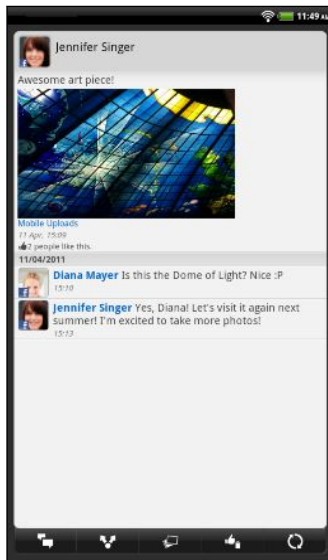 11:49 AM
Jennifer Singer
Awesome art piece!
Mobile Uploads
11 Apr, 15:09
2 people like this.
11/04/2011
Diana Mayer Is this the Dome of Light? Nice :P
15:10
Jennifer Singer Yes, Diana! Let's visit it again next
summer! I'm excited to take more photos!
15:13